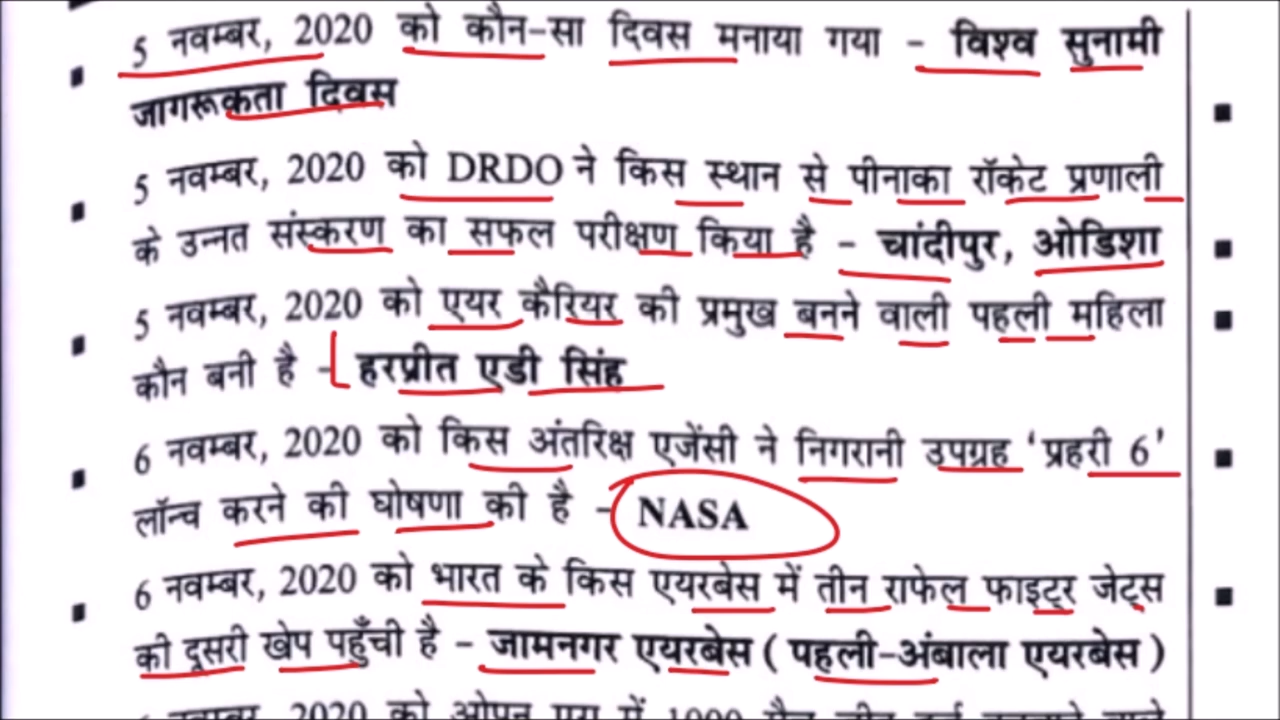 5 नवम्बर, 2020 को कौन-सा दिवस मनाया गया - विश्व सुनामी
जागरूकता दिवस
5 नवम्बर, 2020 को DRDO ने किस स्थान से पीनाका रॉकेट प्रणाली
के उन्नत संस्करण का सफल परीक्षण किया है - चांदीपुर, ओडिशा
5 नवम्बर, 2020 को एयर कैरियर की प्रमुख बनने वाली पहली महिला
कौन बनी है - हरप्रीत एडी सिंह
6 नवम्बर, 2020 को किस अंतरिक्ष एजेंसी ने निगरानी उपग्रह ‘प्रहरी 6’
लॉन्च करने की घोषणा की है - NASA
6 नवम्बर, 2020 को भारत के किस एयरबेस में तीन राफेल फाइटर जेट्स
की दूसरी खेप पहुँची है - जामनगर एयरबेस ( पहली-अंबाला एयरबेस )